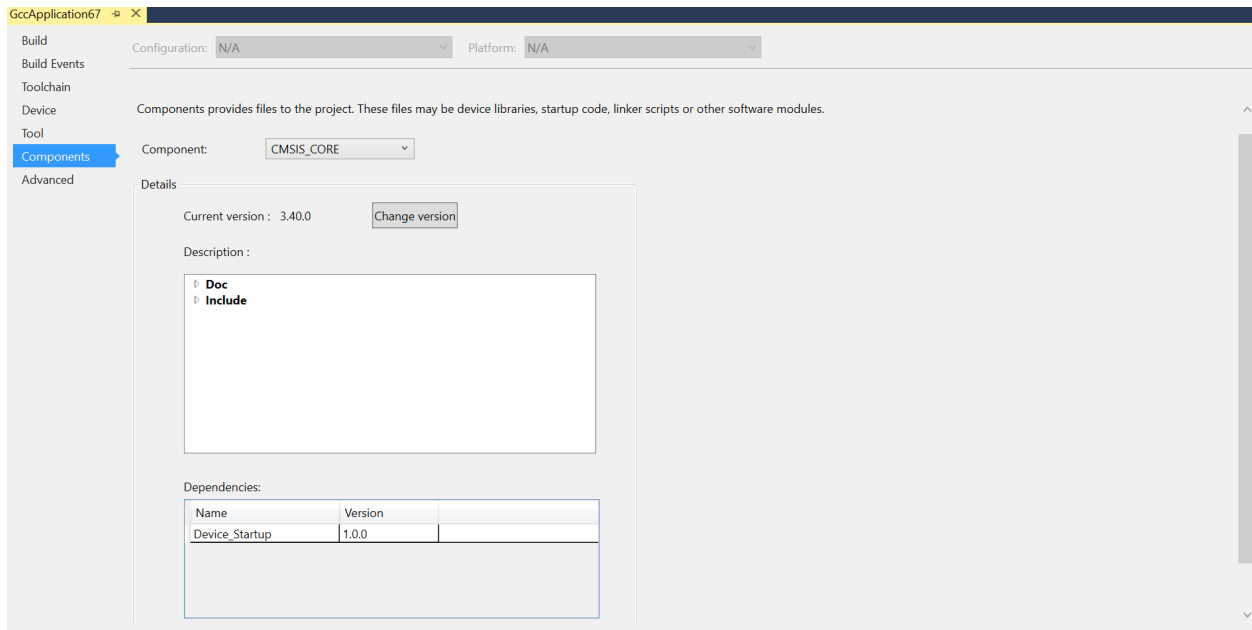 GccApplication67
Build
Build Events
Toolchain
Device
Tool
Components
Advanced
Configuration: N/A Platform: N/A
Components provides files to the project. These files may be device libraries, startup code, linker scripts or other software modules.
Component: CMSIS_CORE
Details
Current version : 3.40.0 Change version
Description :
Doc
Include
Dependencies:
Name Version
Device_Startup 1.0.0